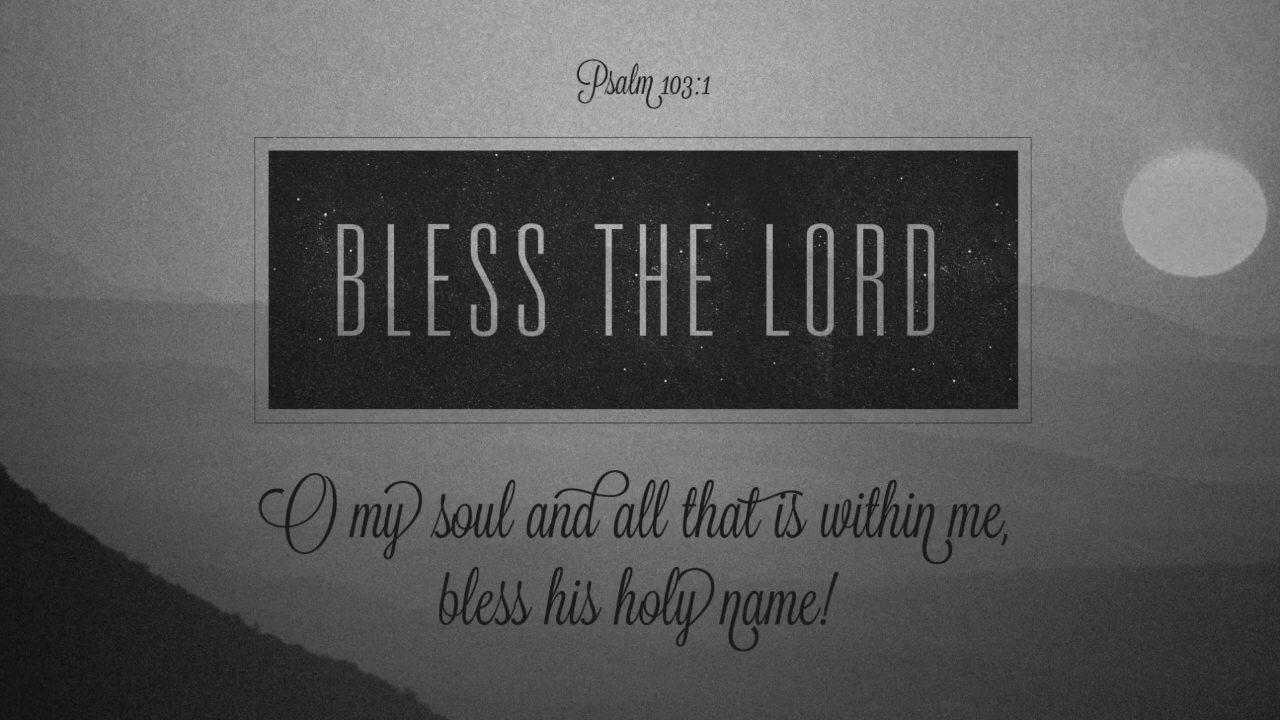 Psalm 103:1
BLESS THE LORD
O my soul and all that is within me,
bless his holy name!